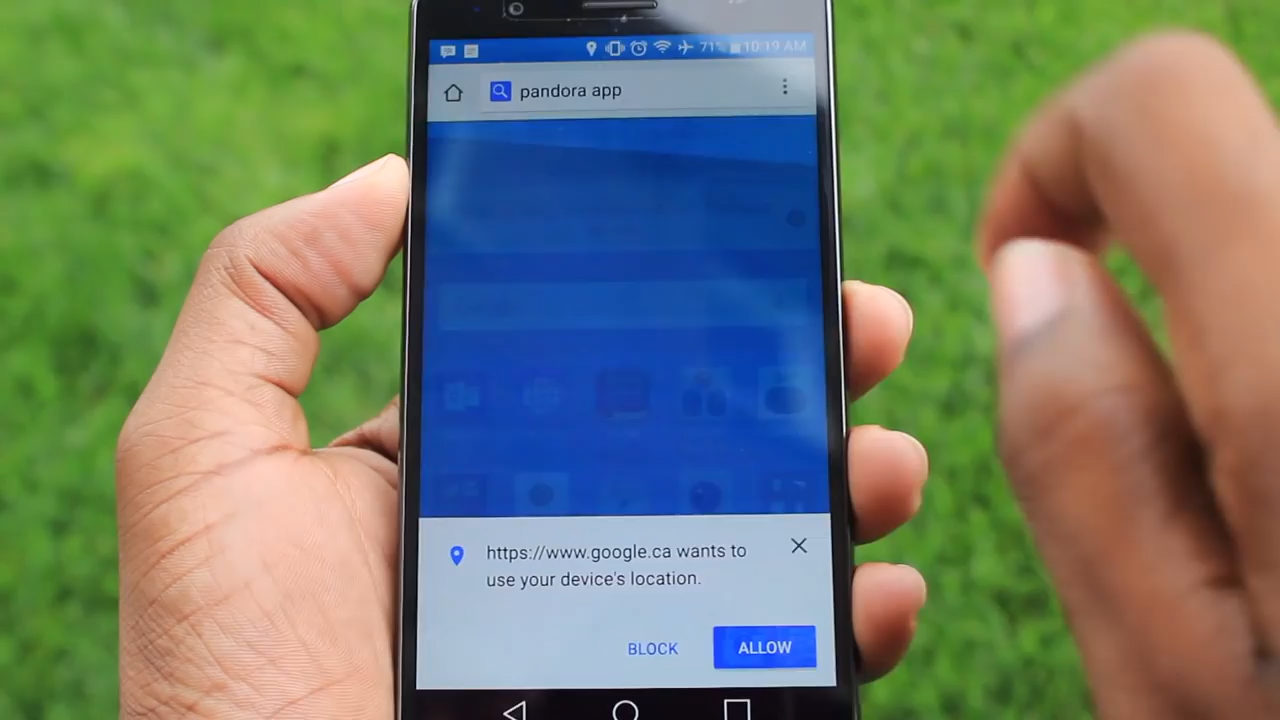 71% 10:19 AM
pandora app
https://www.google.ca wants to
use your device's location.
BLOCK ALLOW